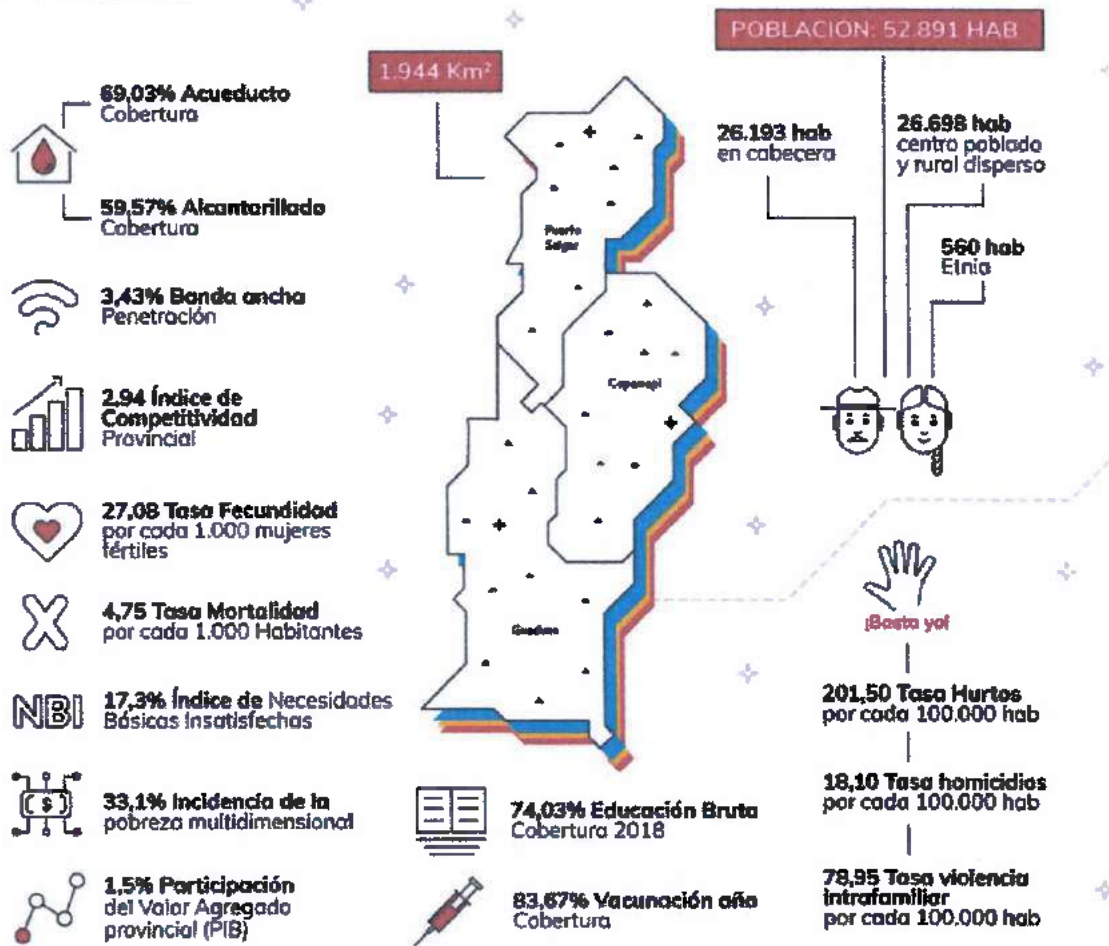 POBLACIÓN: 52.891 HAB
1.944 Km²
69,03% Acueducto
Cobertura
59,57% Alcantarillado
Cobertura
3,43% Banda ancha
Penetración
2,94 Índice de
Competitividad
Provincial
27,08 Tasa Fecundidad
por cada 1.000 mujeres
fértiles
4,75 Tasa Mortalidad
por cada 1.000 Habitantes
NBI
17,3% Índice de Necesidades
Básicas Insatisfechas
$
33,1% Incidencia de la
pobreza multidimensional
1,5% Participación
del Valor Agregado
provincial (PIB)
Puerto
Salgar
Caparrapí
Guaduas
74,03% Educación Bruta
Cobertura 2018
83,67% Vacunación año
Cobertura
26.193 hab
en cabecera
26.698 hab
centro poblado
y rural disperso
560 hab
Etnia
¡Basta ya!
201,50 Tasa Hurtos
por cada 100.000 hab
18,10 Tasa homicidios
por cada 100.000 hab
78,95 Tasa violencia
intrafamiliar
por cada 100.000 hab